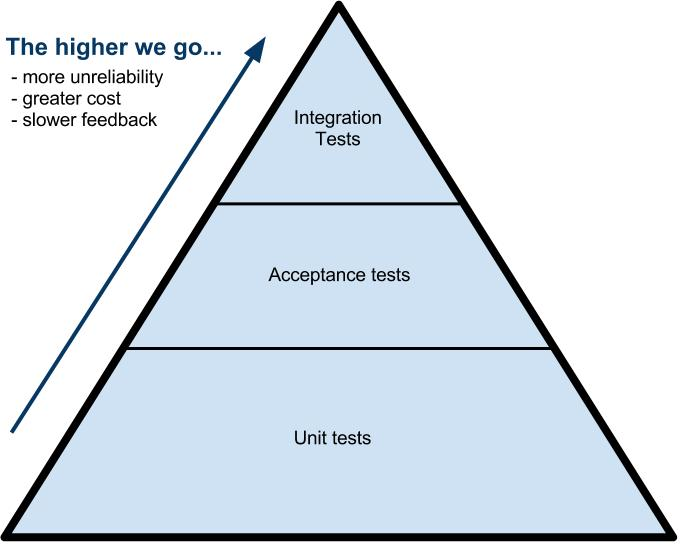 The higher we go...
- more unreliability
- greater cost
- slower feedback
Integration
Tests
Acceptance tests
Unit tests